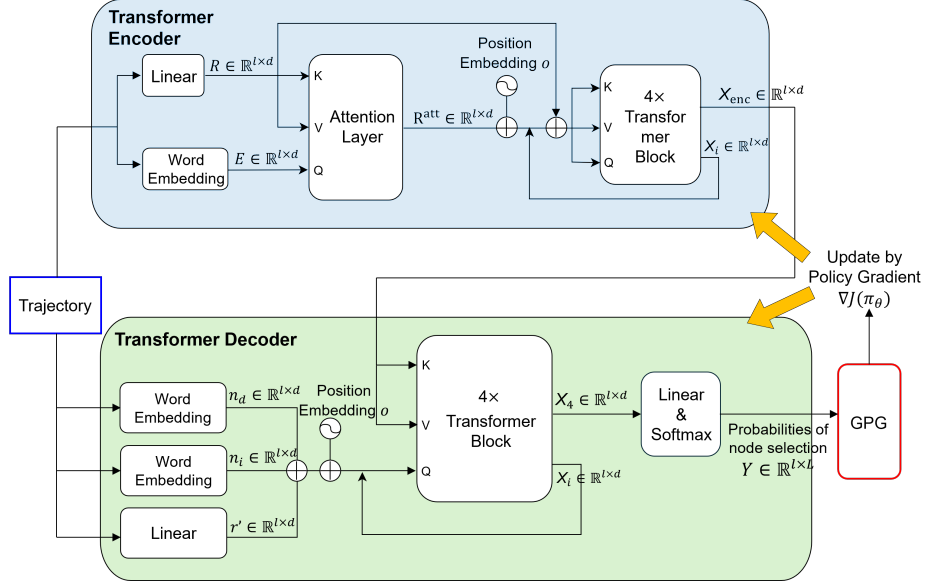 Transformer
Encoder
Linear
R ∈ ℝ^{l×d}
Word
Embedding
E ∈ ℝ^{l×d}
K
V
Q
Attention
Layer
R^{att} ∈ ℝ^{l×d}
Position
Embedding o
K
V
Q
4×
Transfor
mer
Block
X_{enc} ∈ ℝ^{l×d}
X_i ∈ ℝ^{l×d}
Trajectory
Update by
Policy Gradient
∇J(π_θ)
Transformer Decoder
Word
Embedding
n_d ∈ ℝ^{l×d}
Word
Embedding
n_i ∈ ℝ^{l×d}
Linear
r' ∈ ℝ^{l×d}
Position
Embedding o
K
V
Q
4×
Transformer
Block
X_4 ∈ ℝ^{l×d}
X_i ∈ ℝ^{l×d}
Linear
&
Softmax
Probabilities of
node selection
Y ∈ ℝ^{l×L}
GPG